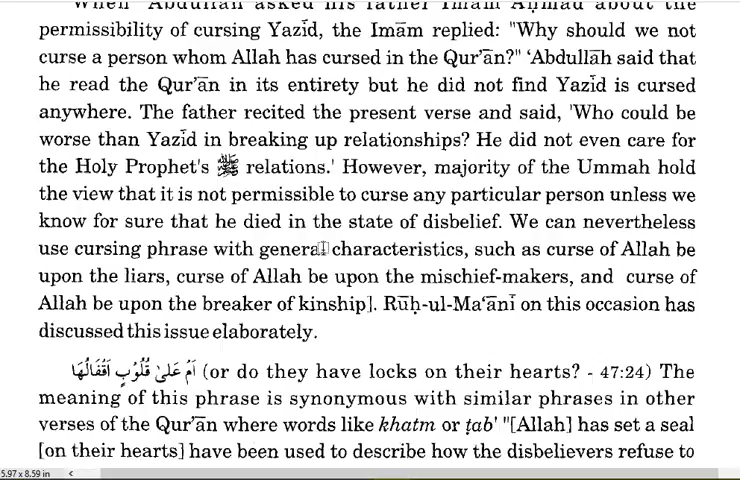 When 'Abdullah asked his father Imām Aḥmad about the
permissibility of cursing Yazīd, the Imām replied: "Why should we not
curse a person whom Allah has cursed in the Qur'ān?" 'Abdullāh said that
he read the Qur'ān in its entirety but he did not find Yazīd is cursed
anywhere. The father recited the present verse and said, 'Who could be
worse than Yazīd in breaking up relationships? He did not even care for
the Holy Prophet's ﷺ relations.' However, majority of the Ummah hold
the view that it is not permissible to curse any particular person unless we
know for sure that he died in the state of disbelief. We can nevertheless
use cursing phrase with general characteristics, such as curse of Allah be
upon the liars, curse of Allah be upon the mischief-makers, and curse of
Allah be upon the breaker of kinship]. Rūḥ-ul-Ma'ānī on this occasion has
discussed this issue elaborately.
اَمْ عَلىٰ قُلُوْبٍ اَقْفَالُهَا (or do they have locks on their hearts? - 47:24) The
meaning of this phrase is synonymous with similar phrases in other
verses of the Qur'ān where words like khatm or ṭab' "[Allah] has set a seal
[on their hearts] have been used to describe how the disbelievers refuse to
5.97 x 8.59 in <